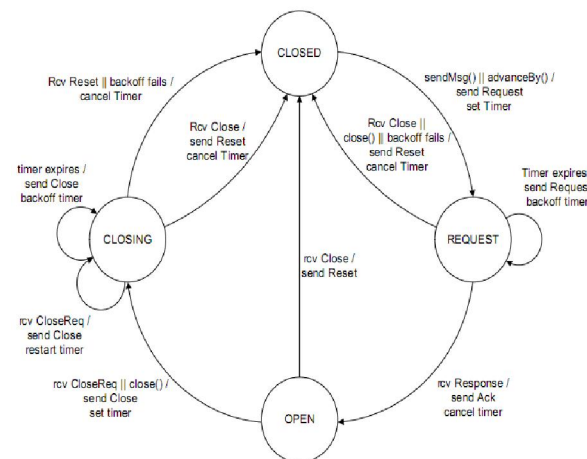 CLOSED
Rcv Reset || backoff fails /
cancel Timer
sendMsg() || advanceBy() /
send Request
set Timer
Rcv Close /
send Reset
cancel Timer
Rcv Close ||
close() || backoff fails /
send Reset
cancel Timer
timer expires /
send Close
backoff timer
Timer expires
send Reques
backoff timer
CLOSING
REQUEST
rcv Close /
send Reset
rcv CloseReq /
send Close
restart timer
rcv CloseReq || close() /
send Close
set timer
rcv Response /
send Ack
cancel timer
OPEN